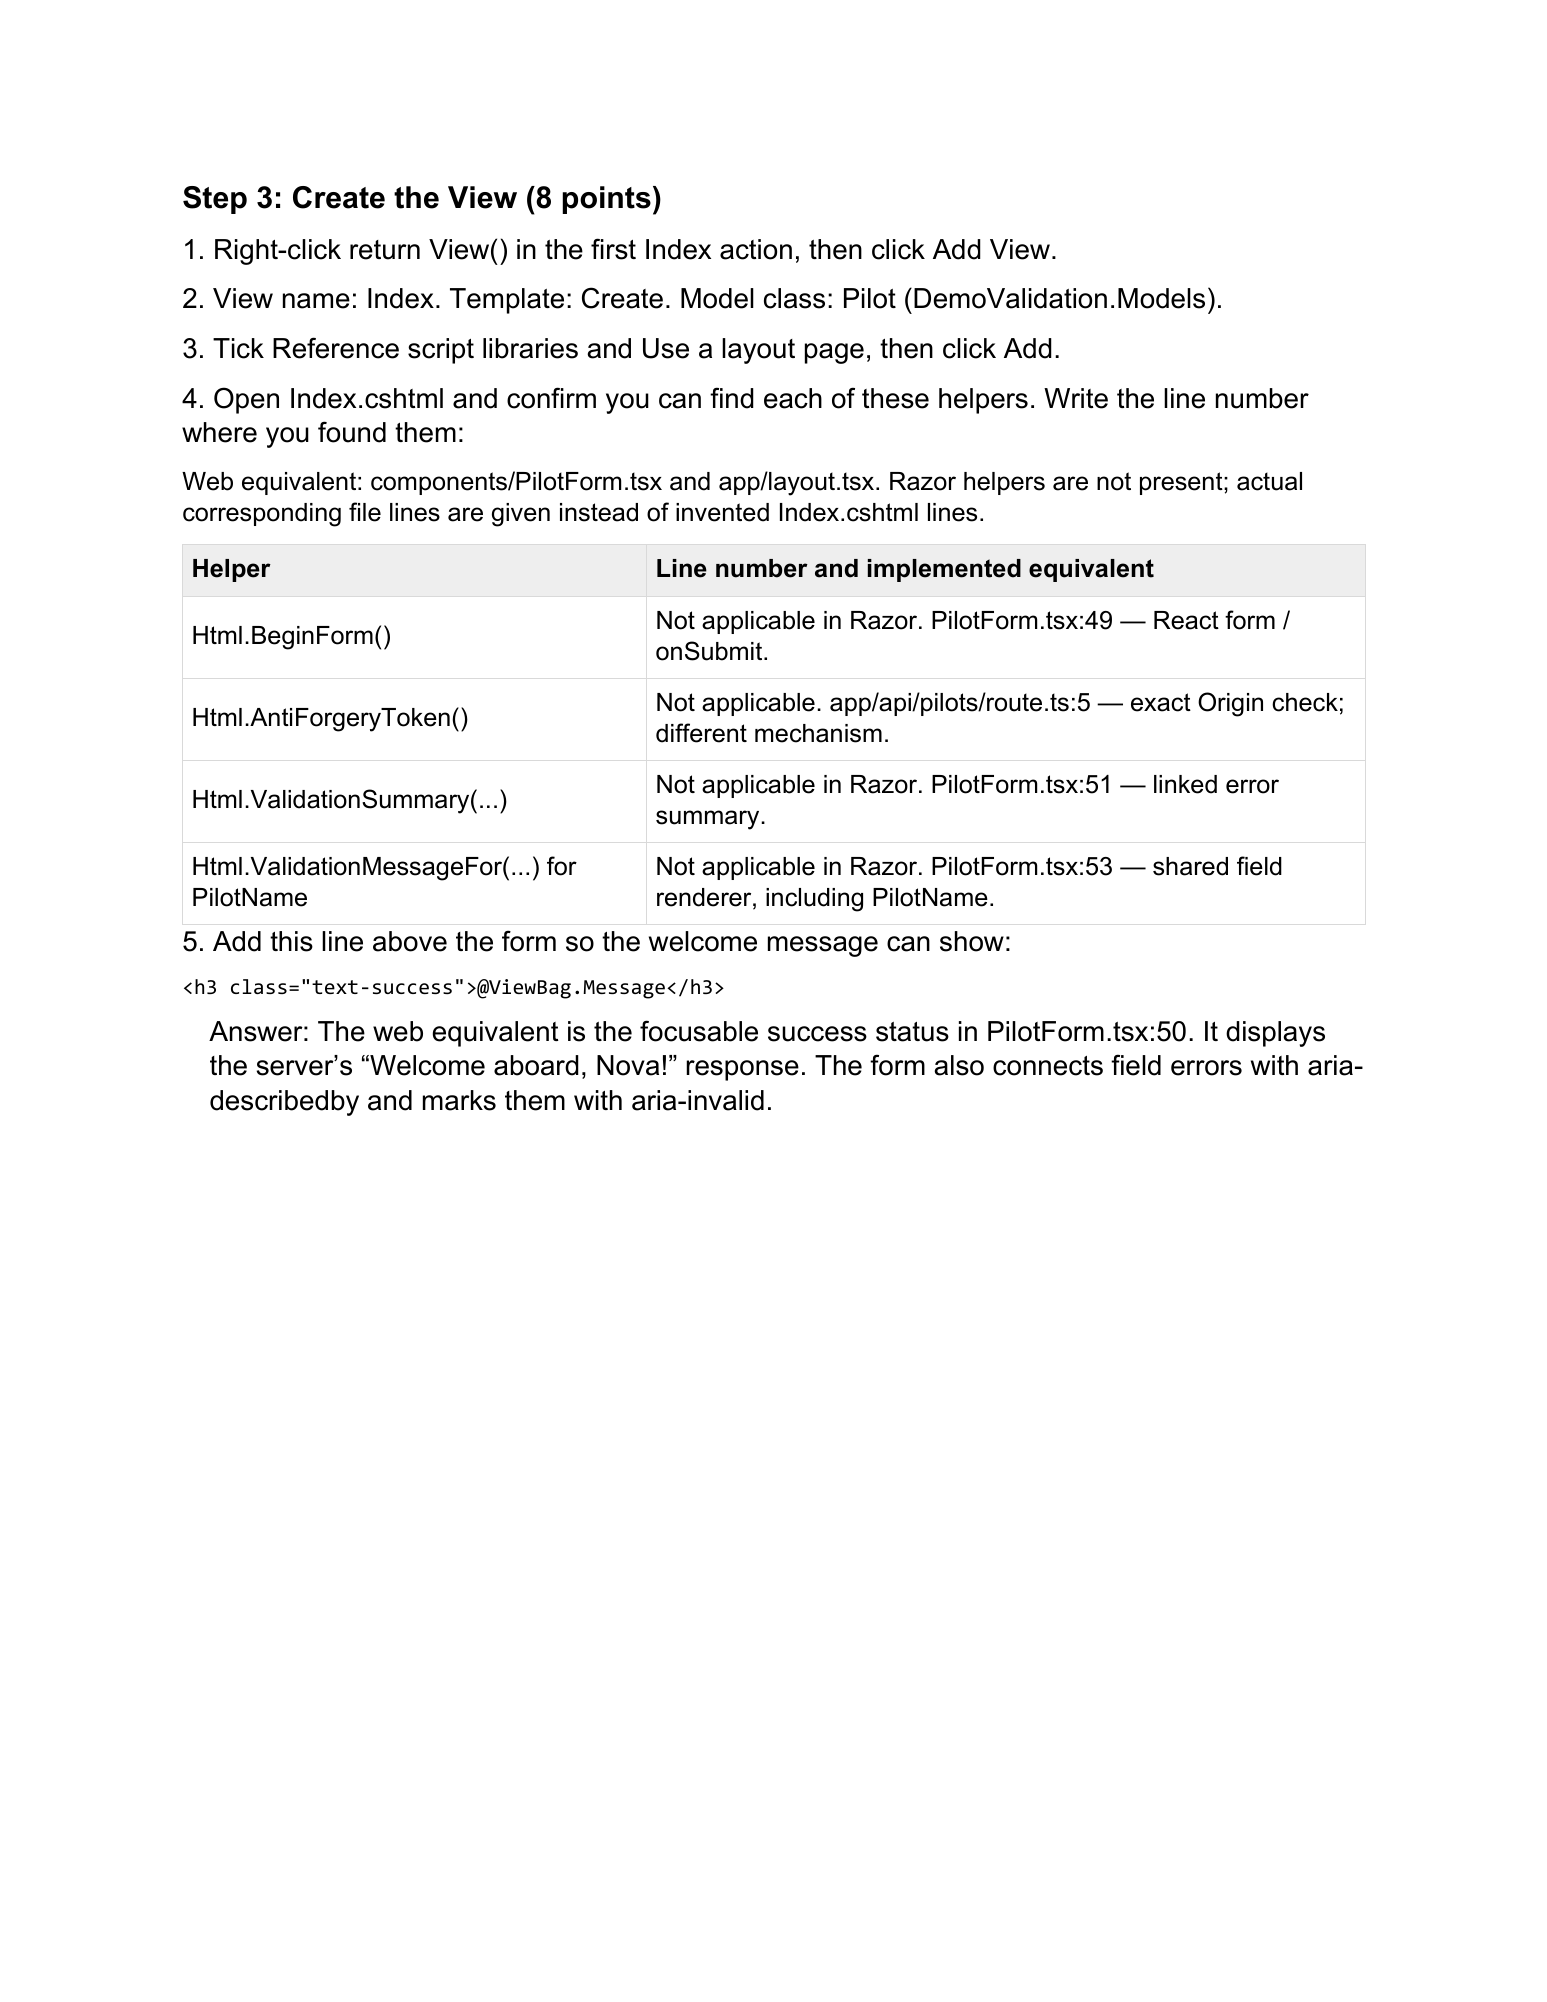 Step 3: Create the View (8 points)
1. Right-click return View() in the first Index action, then click Add View.
2. View name: Index. Template: Create. Model class: Pilot (DemoValidation.Models).
3. Tick Reference script libraries and Use a layout page, then click Add.
4. Open Index.cshtml and confirm you can find each of these helpers. Write the line number
where you found them:
Web equivalent: components/PilotForm.tsx and app/layout.tsx. Razor helpers are not present; actual
corresponding file lines are given instead of invented Index.cshtml lines.
Helper
Line number and implemented equivalent
Html.BeginForm()
Not applicable in Razor. PilotForm.tsx:49 — React form /
onSubmit.
Html.AntiForgeryToken()
Not applicable. app/api/pilots/route.ts:5 — exact Origin check;
different mechanism.
Html.ValidationSummary(...)
Not applicable in Razor. PilotForm.tsx:51 — linked error
summary.
Html.ValidationMessageFor(...) for
PilotName
Not applicable in Razor. PilotForm.tsx:53 — shared field
renderer, including PilotName.
5. Add this line above the form so the welcome message can show:
<h3 class="text-success">@ViewBag.Message</h3>
Answer: The web equivalent is the focusable success status in PilotForm.tsx:50. It displays
the server’s “Welcome aboard, Nova!” response. The form also connects field errors with aria-
describedby and marks them with aria-invalid.